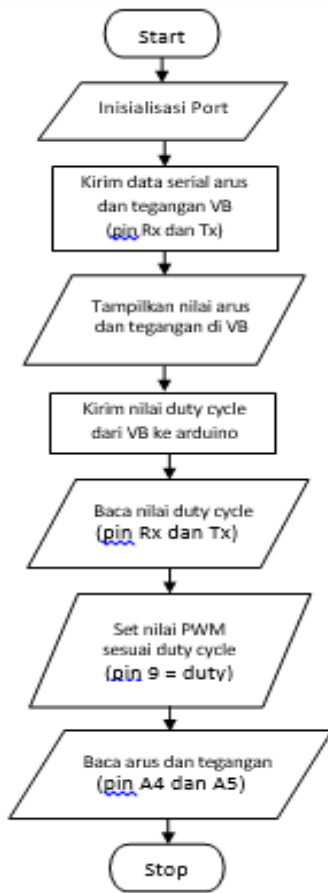 Start
Inisialisasi Port
Kirim data serial arus
dan tegangan VB
(pin Rx dan Tx)
Tampilkan nilai arus
dan tegangan di VB
Kirim nilai duty cycle
dari VB ke arduino
Baca nilai duty cycle
(pin Rx dan Tx)
Set nilai PWM
sesuai duty cycle
(pin 9 = duty)
Baca arus dan tegangan
(pin A4 dan A5)
Stop